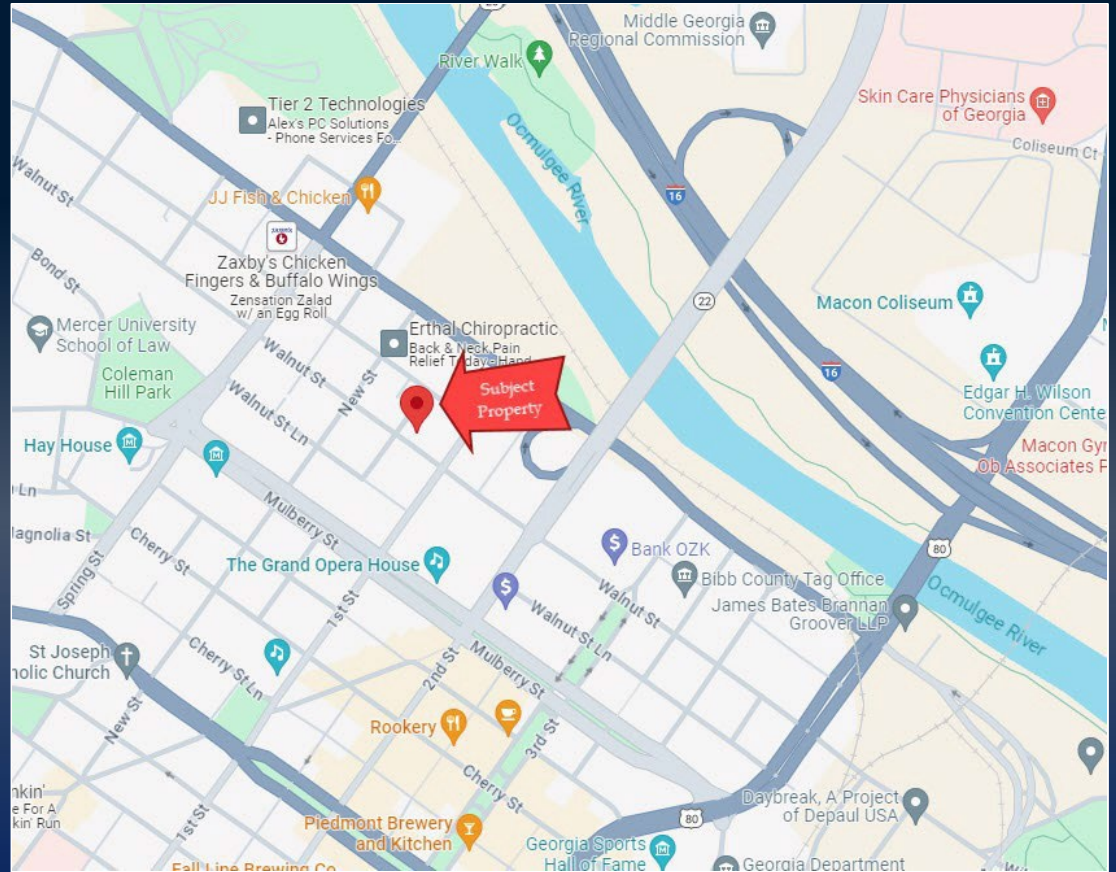 Middle Georgia
Regional Commission
River Walk
Tier 2 Technologies
Alex's PC Solutions
- Phone Services Fo...
Skin Care Physicians
of Georgia
Coliseum Ct
Ocmulgee River
Walnut St
JJ Fish & Chicken
16
Zaxby's Chicken
Fingers & Buffalo Wings
Zensation Zalad
w/ an Egg Roll
Bond St
22
Macon Coliseum
Mercer University
School of Law
Erthal Chiropractic
Back & Neck Pain
Relief Today - Hand
Walnut St
Coleman
Hill Park
New St
Subject
Property
16
Edgar H. Wilson
Convention Cente
Walnut St Ln
Hay House
Macon Gyn
Ob Associates P
Ln
Mulberry St
agnolia St
Cherry St
The Grand Opera House
Bank OZK
80
Spring St
1st St
Walnut St
Bibb County Tag Office
James Bates Brannan
Groover LLP
Ocmulgee River
Walnut St Ln
St Joseph
olic Church
Cherry St Ln
2nd St
Mulberry St
New St
Rookery
3rd St
Cherry St
nkin'
e For A
kin' Run
1st St
Daybreak, A Project
of Depaul USA
80
Piedmont Brewery
and Kitchen
Georgia Sports
Hall of Fame
Georgia Department
Fall Line Brewing Co